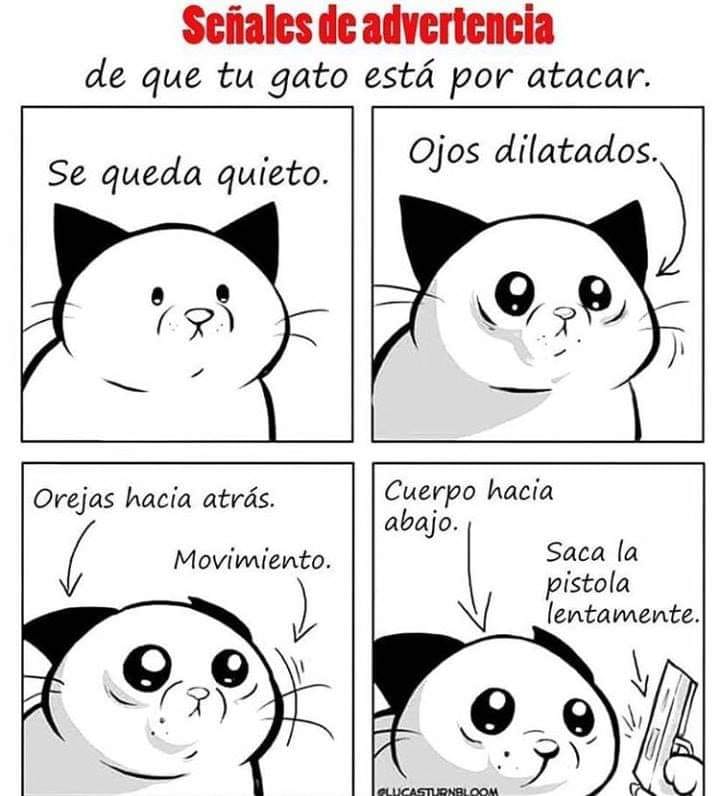 Señales de advertencia
de que tu gato está por atacar.
Se queda quieto.
Ojos dilatados.
Orejas hacia atrás.
Movimiento.
Cuerpo hacia
abajo.
Saca la
pistola
lentamente.
@LUCASTURNBLOOM